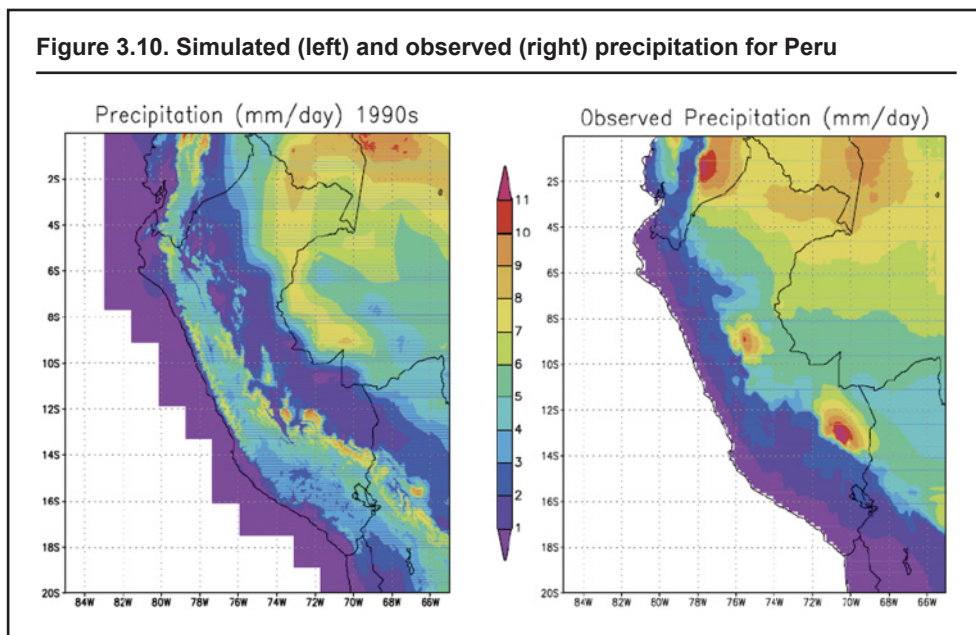 Figure 3.10. Simulated (left) and observed (right) precipitation for Peru
Precipitation (mm/day) 1990s
2S
4S
6S
8S
10S
12S
14S
16S
18S
20S
84W 82W 80W 78W 76W 74W 72W 70W 68W 66W
11
10
9
8
7
6
5
4
3
2
1
Observed Precipitation (mm/day)
2S
4S
6S
8S
10S
12S
14S
16S
18S
20S
84W 82W 80W 78W 76W 74W 72W 70W 68W 66W